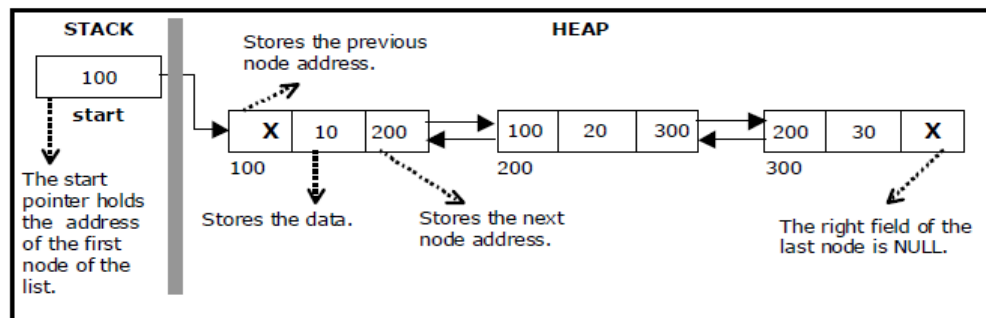 STACK
HEAP
100
start
The start
pointer holds
the address
of the first
node of the
list.
Stores the previous
node address.
X 10 200
100
100 20 300
200
200 30 X
300
Stores the data.
Stores the next
node address.
The right field of the
last node is NULL.